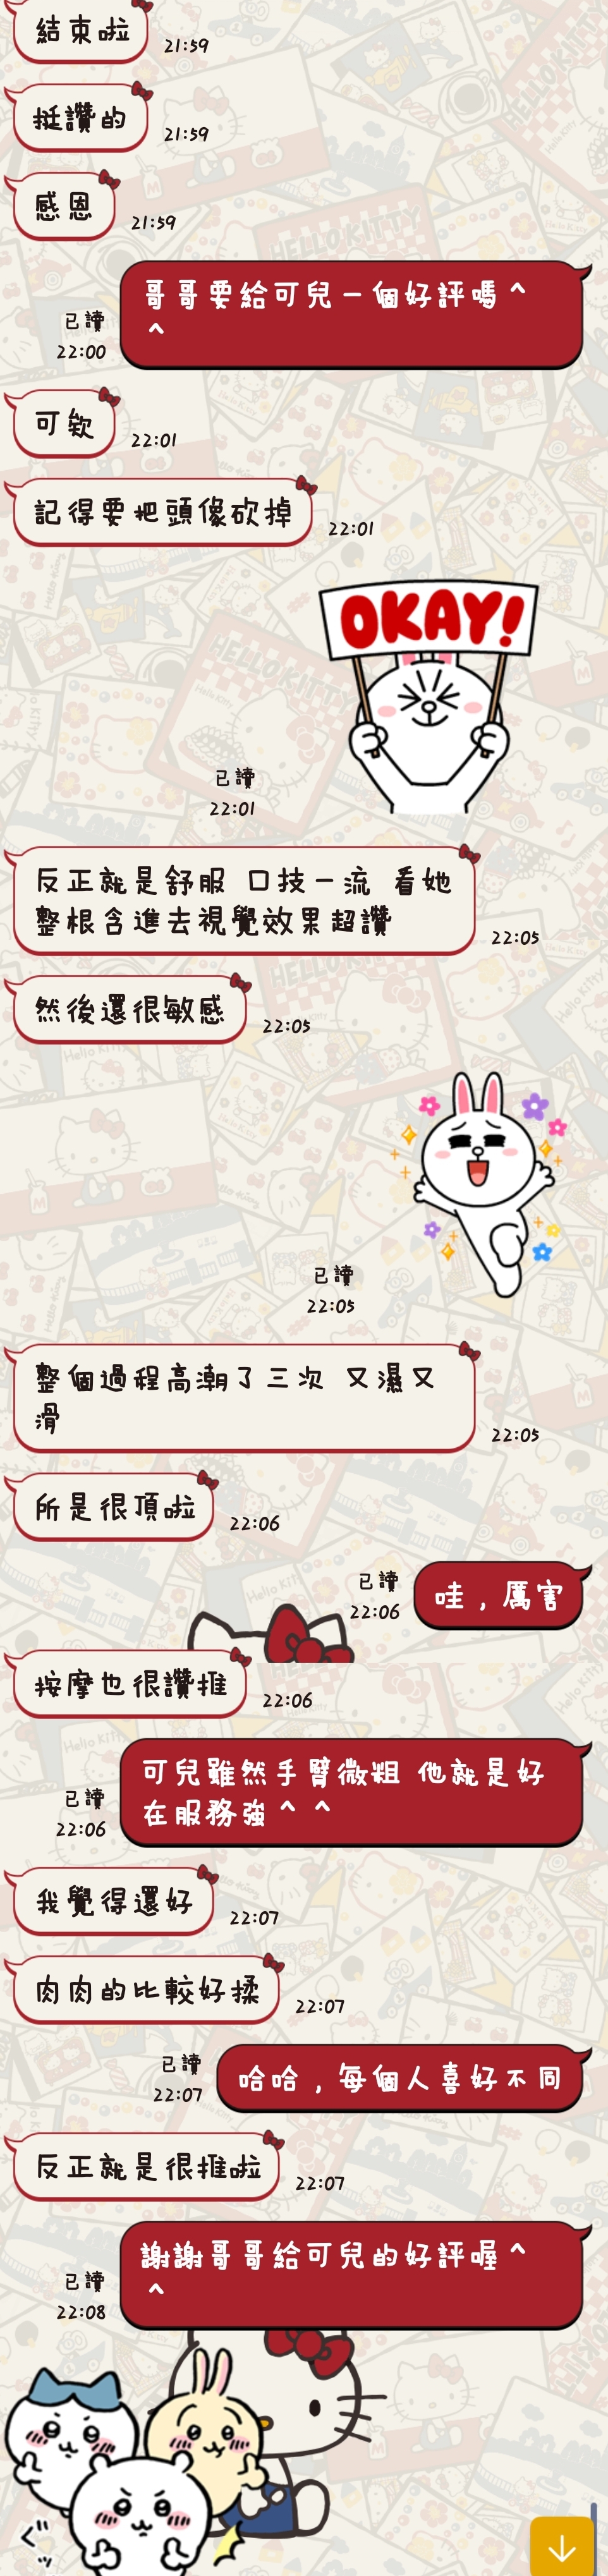 結束啦
21:59
挺讚的
21:59
感恩
21:59
哥哥要給可兒一個好評嗎^
^
已讀
22:00
可欸
22:01
記得要把頭像砍掉
22:01
OKAY!
已讀
22:01
反正就是舒服 口技一流 看她
整根含進去視覺效果超讚
22:05
然後還很敏感
22:05
已讀
22:05
整個過程高潮了三次 又濕又
滑
22:05
所是很頂啦
22:06
已讀
22:06
哇，厲害
按摩也很讚推
22:06
可兒雖然手臂微粗 他就是好
在服務強^ ^
已讀
22:06
我覺得還好
22:07
肉肉的比較好揉
22:07
已讀
22:07
哈哈，每個人喜好不同
反正就是很推啦
22:07
謝謝哥哥給可兒的好評喔^
^
已讀
22:08
ぐっ
HELLO KITTY
HELLO KITTY
Hello Kitty